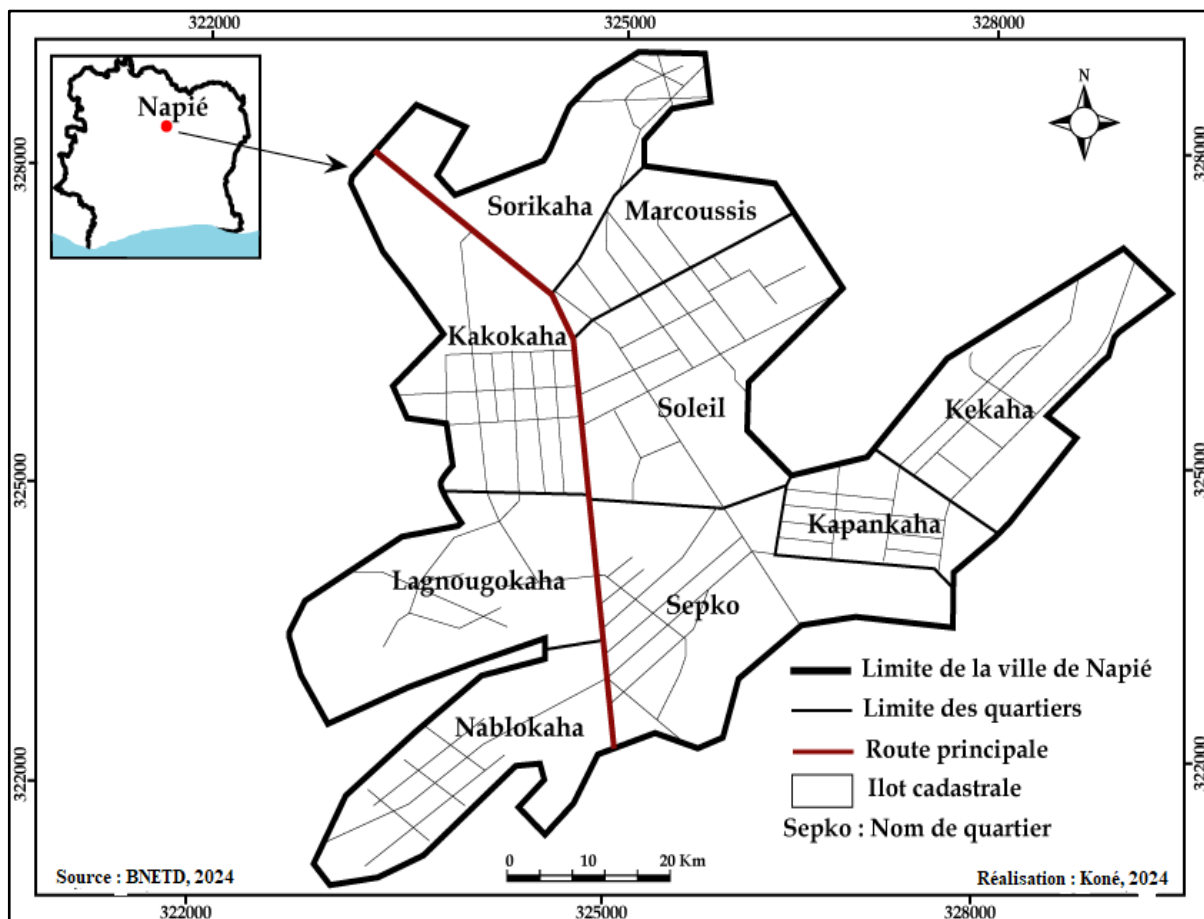 322000 325000 328000
Napié
N
328000 328000
Sorikaha Marcoussis
Kakokaha
Soleil Kekaha
325000 325000
Kapankaha
Lagnougokaha
Sepko
Limite de la ville de Napié
Nablokaha Limite des quartiers
Route principale
322000 322000
Ilot cadastrale
Sepko : Nom de quartier
0 10 20 Km
Source : BNETD, 2024 Réalisation : Koné, 2024
322000 325000 328000